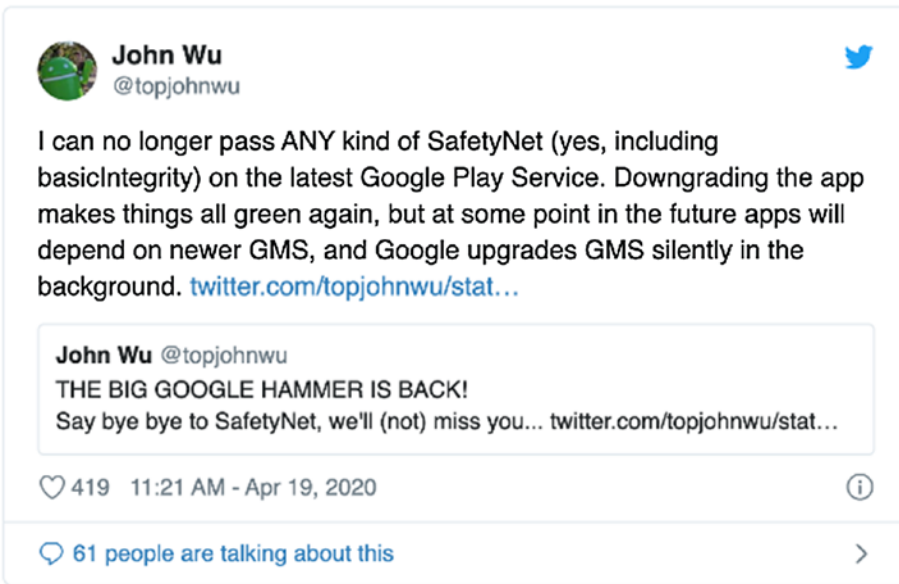 John Wu
@topjohnwu
I can no longer pass ANY kind of SafetyNet (yes, including
basicIntegrity) on the latest Google Play Service. Downgrading the app
makes things all green again, but at some point in the future apps will
depend on newer GMS, and Google upgrades GMS silently in the
background. twitter.com/topjohnwu/stat…
John Wu @topjohnwu
THE BIG GOOGLE HAMMER IS BACK!
Say bye bye to SafetyNet, we'll (not) miss you... twitter.com/topjohnwu/stat…
419 11:21 AM - Apr 19, 2020
61 people are talking about this